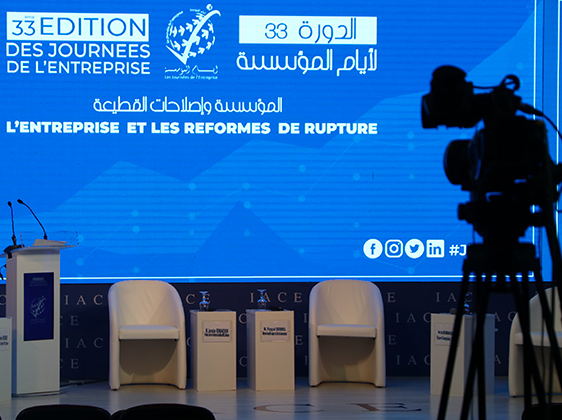 33 EDITION
DES JOURNEES
DE L'ENTREPRISE
الدورة 33
لأيام المؤسسة
المؤسسة وإصلاحات القطيعة
L'ENTREPRISE ET LES REFORMES DE RUPTURE
IACE
IACE